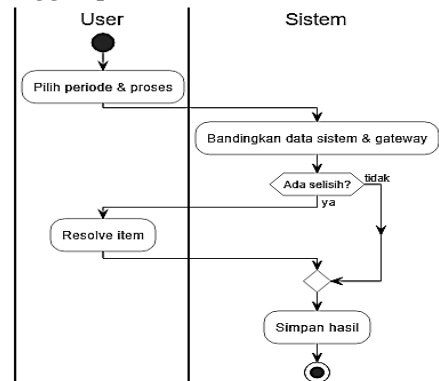 User
Sistem
Pilih periode & proses
Bandingkan data sistem & gateway
Ada selisih?
tidak
ya
Resolve item
Simpan hasil